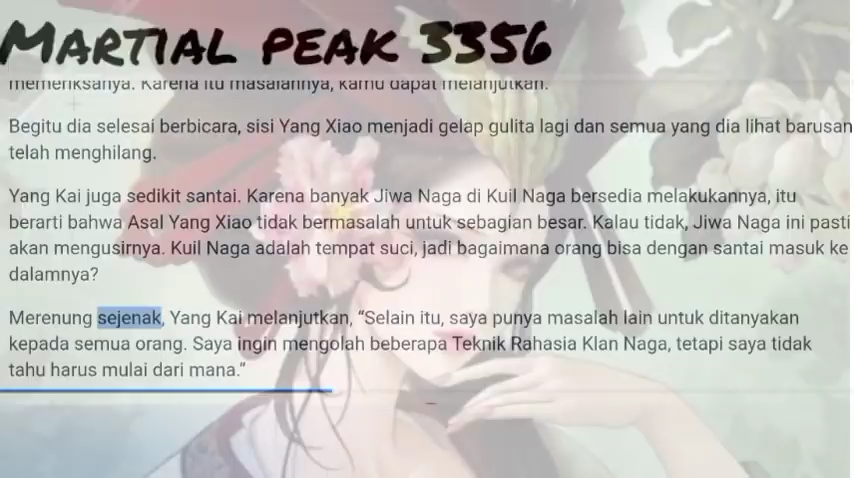 MARTIAL PEAK 3356
memeriksanya. Karena itu masalahnya, kamu dapat melanjutkan.
Begitu dia selesai berbicara, sisi Yang Xiao menjadi gelap gulita lagi dan semua yang dia lihat barusan
telah menghilang.
Yang Kai juga sedikit santai. Karena banyak Jiwa Naga di Kuil Naga bersedia melakukannya, itu
berarti bahwa Asal Yang Xiao tidak bermasalah untuk sebagian besar. Kalau tidak, Jiwa Naga ini pasti
akan mengusirnya. Kuil Naga adalah tempat suci, jadi bagaimana orang bisa dengan santai masuk ke
dalamnya?
Merenung sejenak, Yang Kai melanjutkan, “Selain itu, saya punya masalah lain untuk ditanyakan
kepada semua orang. Saya ingin mengolah beberapa Teknik Rahasia Klan Naga, tetapi saya tidak
tahu harus mulai dari mana.”